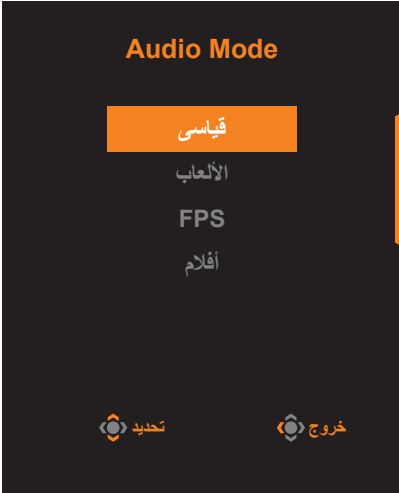 Audio Mode
قياسى
الألعاب
FPS
أفلام
خروج تحديد